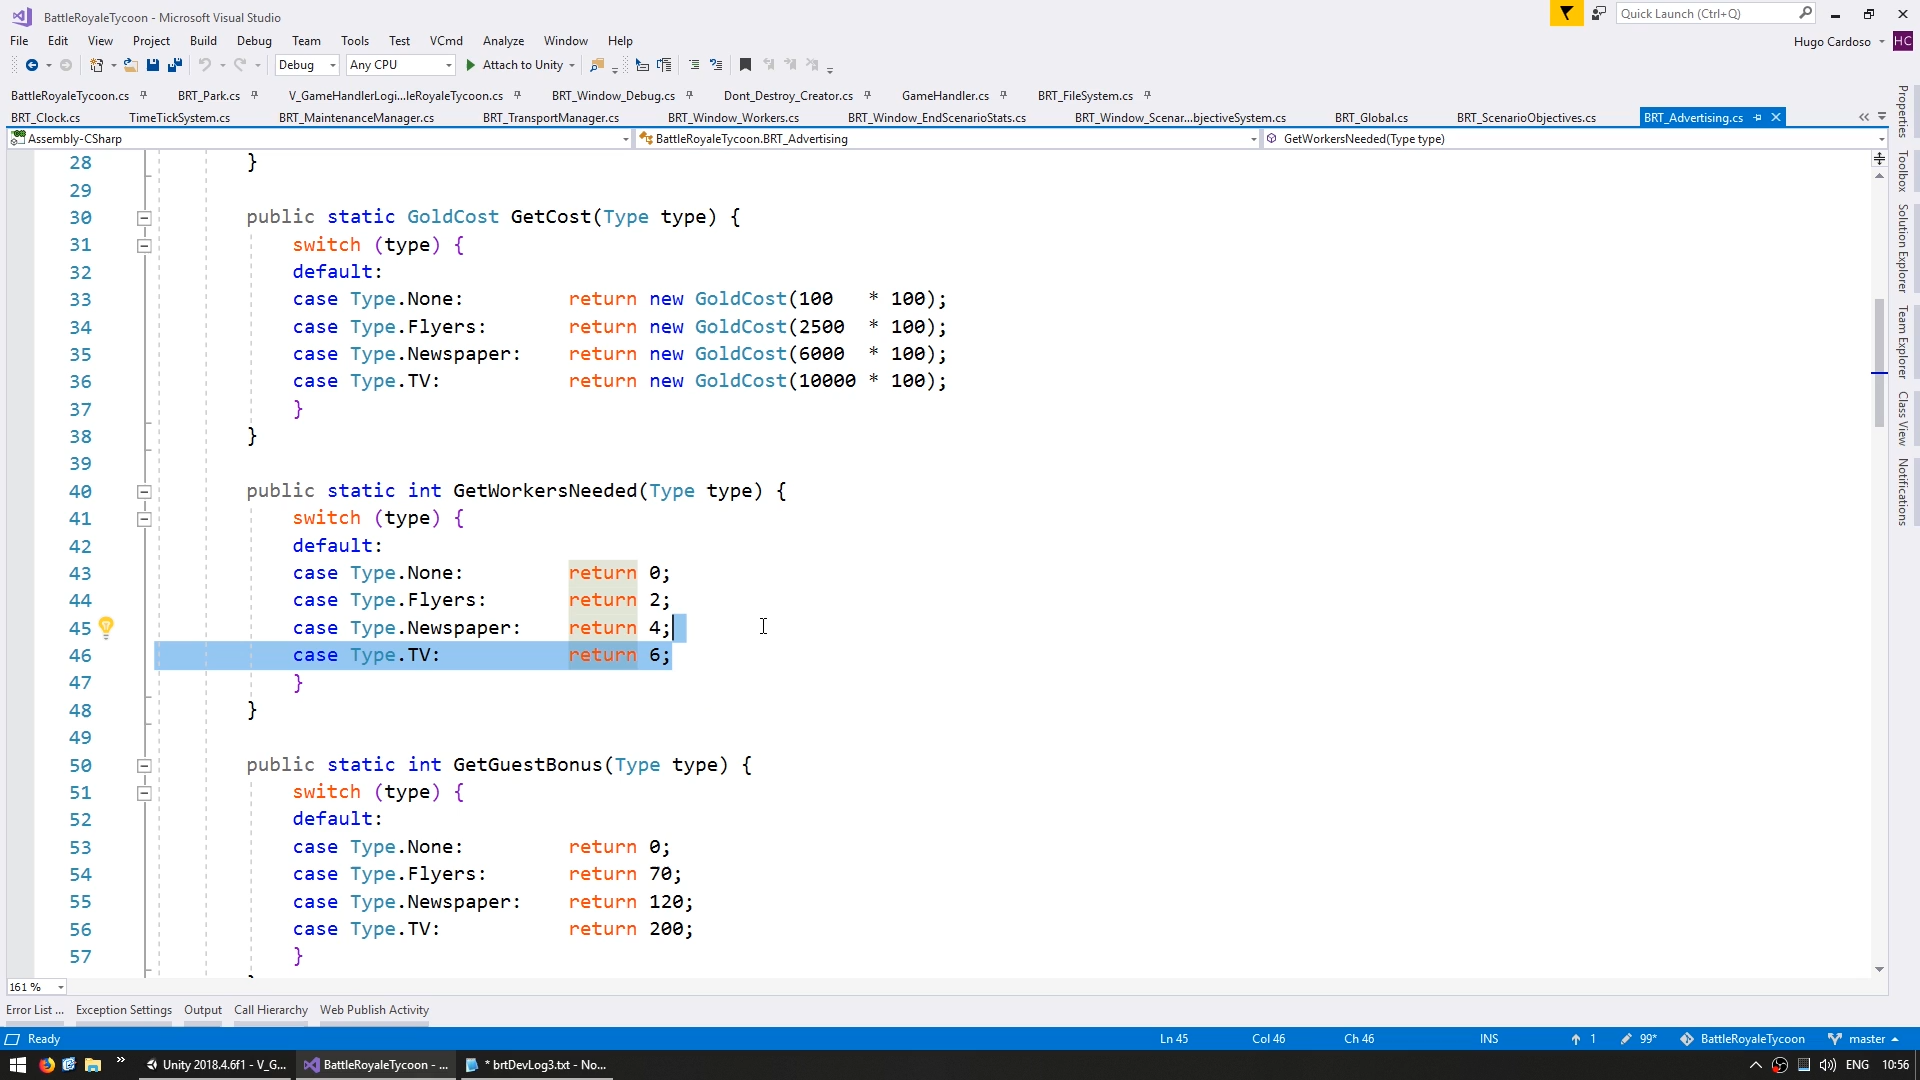 BattleRoyaleTycoon - Microsoft Visual Studio
Quick Launch (Ctrl+Q)
File Edit View Project Build Debug Team Tools Test VCmd Analyze Window Help
Hugo Cardoso HC
Debug Any CPU Attach to Unity
BattleRoyaleTycoon.cs BRT_Park.cs V_GameHandlerLogi...leRoyaleTycoon.cs BRT_Window_Debug.cs Dont_Destroy_Creator.cs GameHandler.cs BRT_FileSystem.cs
BRT_Clock.cs TimeTickSystem.cs BRT_MaintenanceManager.cs BRT_TransportManager.cs BRT_Window_Workers.cs BRT_Window_EndScenarioStats.cs BRT_Window_Scenar...bjectiveSystem.cs BRT_Global.cs BRT_ScenarioObjectives.cs BRT_Advertising.cs
Assembly-CSharp BattleRoyaleTycoon.BRT_Advertising GetWorkersNeeded(Type type)
28 }
29
30 public static GoldCost GetCost(Type type) {
31 switch (type) {
32 default:
33 case Type.None: return new GoldCost(100 * 100);
34 case Type.Flyers: return new GoldCost(2500 * 100);
35 case Type.Newspaper: return new GoldCost(6000 * 100);
36 case Type.TV: return new GoldCost(10000 * 100);
37 }
38 }
39
40 public static int GetWorkersNeeded(Type type) {
41 switch (type) {
42 default:
43 case Type.None: return 0;
44 case Type.Flyers: return 2;
45 case Type.Newspaper: return 4;
46 case Type.TV: return 6;
47 }
48 }
49
50 public static int GetGuestBonus(Type type) {
51 switch (type) {
52 default:
53 case Type.None: return 0;
54 case Type.Flyers: return 70;
55 case Type.Newspaper: return 120;
56 case Type.TV: return 200;
57 }
Properties
Toolbox
Solution Explorer
Team Explorer
Class View
Notifications
161 %
Error List ... Exception Settings Output Call Hierarchy Web Publish Activity
Ready Ln 45 Col 46 Ch 46 INS 1 99* BattleRoyaleTycoon master
Unity 2018.4.6f1 - V_G... BattleRoyaleTycoon - ... * brtDevLog3.txt - No... ENG 10:56